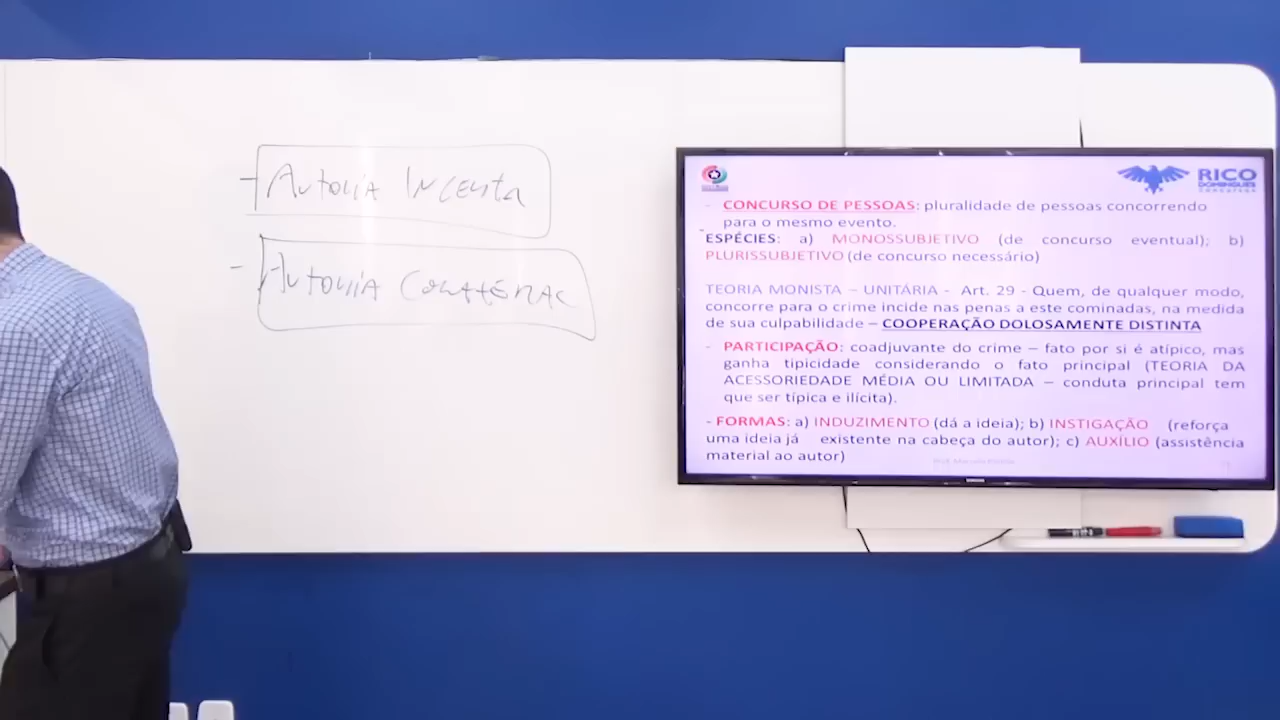 - Autoria Incerta
- Autoria Colateral
RICO
DOMINGUES
CONCURSOS
- CONCURSO DE PESSOAS: pluralidade de pessoas concorrendo
para o mesmo evento.
ESPÉCIES: a) MONOSSUBJETIVO (de concurso eventual); b)
PLURISSUBJETIVO (de concurso necessário)
TEORIA MONISTA – UNITÁRIA - Art. 29 - Quem, de qualquer modo,
concorre para o crime incide nas penas a este cominadas, na medida
de sua culpabilidade – COOPERAÇÃO DOLOSAMENTE DISTINTA
- PARTICIPAÇÃO: coadjuvante do crime – fato por si é atípico, mas
ganha tipicidade considerando o fato principal (TEORIA DA
ACESSORIEDADE MÉDIA OU LIMITADA – conduta principal tem
que ser típica e ilícita).
- FORMAS: a) INDUZIMENTO (dá a ideia); b) INSTIGAÇÃO (reforça
uma ideia já existente na cabeça do autor); c) AUXÍLIO (assistência
material ao autor)